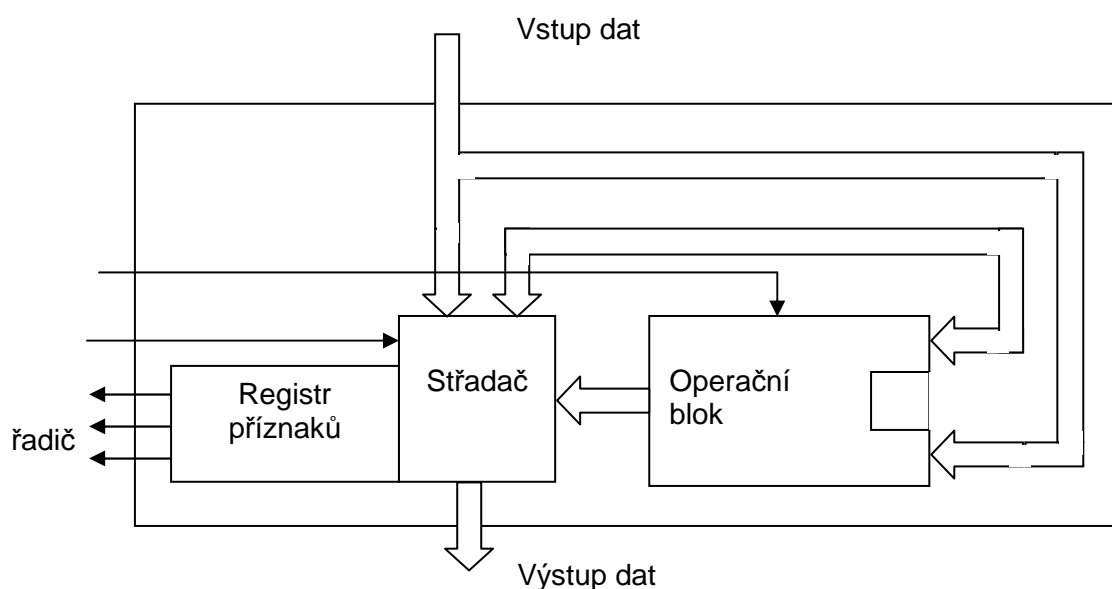 Vstup dat
Střadač
Operační
blok
Registr
příznaků
řadič
Výstup dat